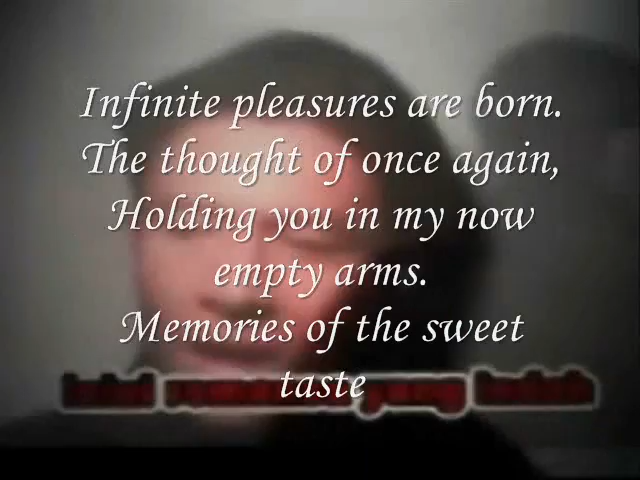 Infinite pleasures are born.
The thought of once again,
Holding you in my now
empty arms.
Memories of the sweet
taste